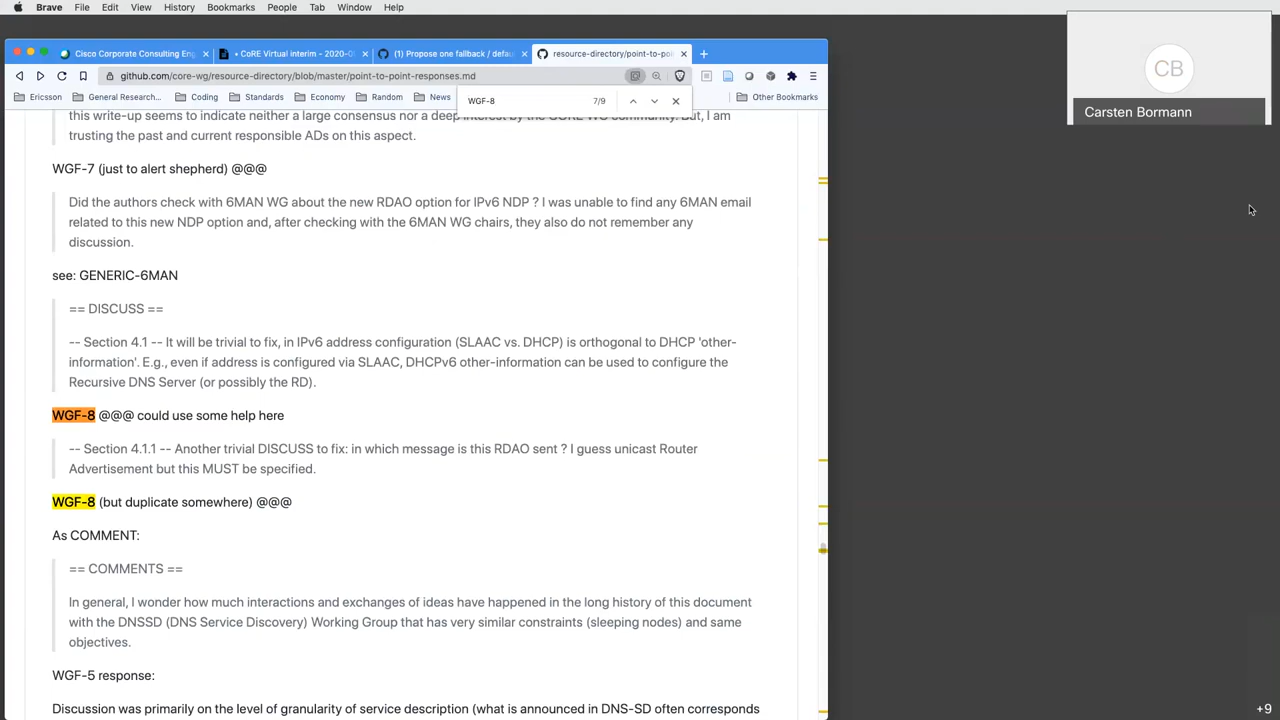 Brave File Edit View History Bookmarks People Tab Window Help
Cisco Corporate Consulting Eng
• CoRE Virtual interim - 2020-0
(1) Propose one fallback / defau
resource-directory/point-to-poi
github.com/core-wg/resource-directory/blob/master/point-to-point-responses.md
Ericsson General Research... Coding Standards Economy Random News Other Bookmarks
WGF-8 7/9
this write-up seems to indicate neither a large consensus nor a deep interest by the CORE WG community. But, I am
trusting the past and current responsible ADs on this aspect.
WGF-7 (just to alert shepherd) @@@
Did the authors check with 6MAN WG about the new RDAO option for IPv6 NDP ? I was unable to find any 6MAN email
related to this new NDP option and, after checking with the 6MAN WG chairs, they also do not remember any
discussion.
see: GENERIC-6MAN
== DISCUSS ==
-- Section 4.1 -- It will be trivial to fix, in IPv6 address configuration (SLAAC vs. DHCP) is orthogonal to DHCP 'other-
information'. E.g., even if address is configured via SLAAC, DHCPv6 other-information can be used to configure the
Recursive DNS Server (or possibly the RD).
WGF-8 @@@ could use some help here
-- Section 4.1.1 -- Another trivial DISCUSS to fix: in which message is this RDAO sent ? I guess unicast Router
Advertisement but this MUST be specified.
WGF-8 (but duplicate somewhere) @@@
As COMMENT:
== COMMENTS ==
In general, I wonder how much interactions and exchanges of ideas have happened in the long history of this document
with the DNSSD (DNS Service Discovery) Working Group that has very similar constraints (sleeping nodes) and same
objectives.
WGF-5 response:
Discussion was primarily on the level of granularity of service description (what is announced in DNS-SD often corresponds
CB
Carsten Bormann
+9